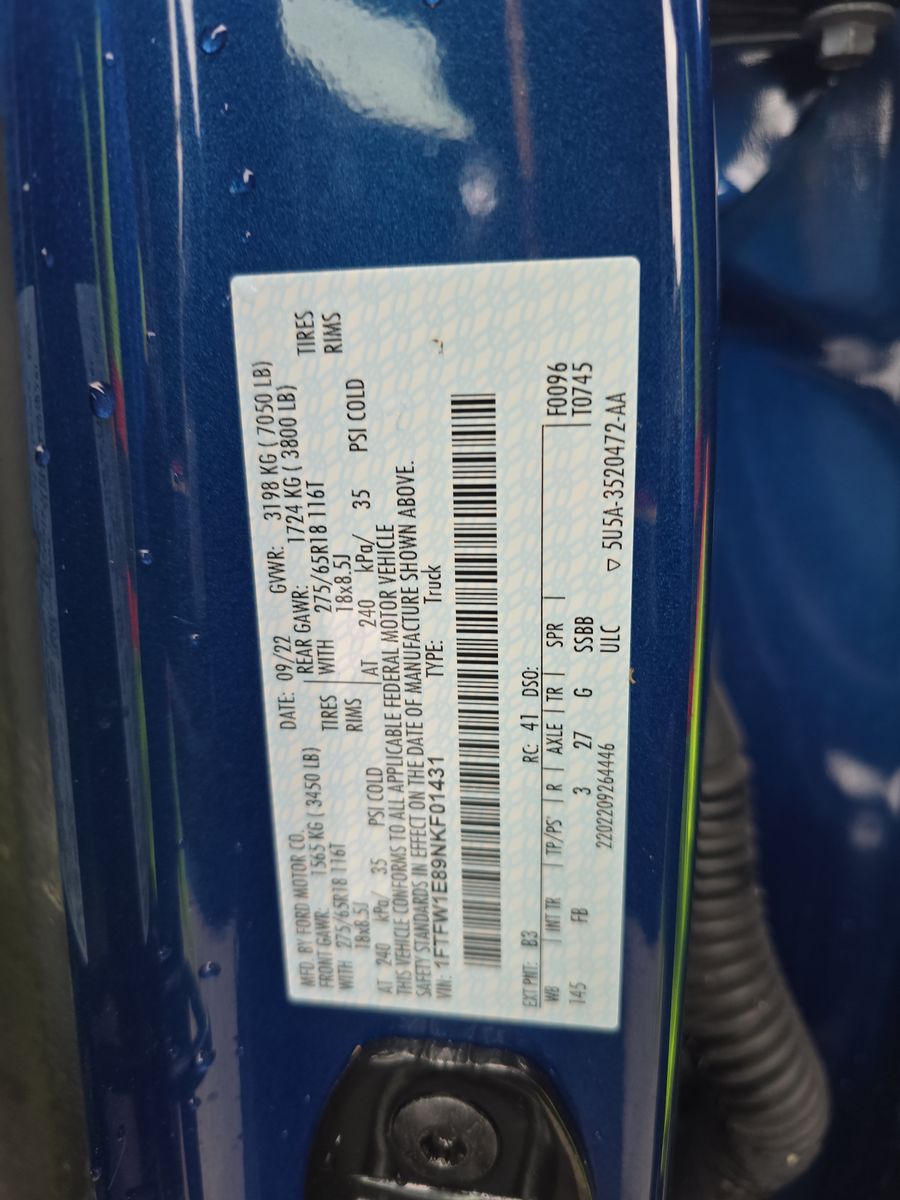 MFD. BY FORD MOTOR CO. DATE: 09/22 GVWR: 3198 KG ( 7050 LB)
FRONT GAWR: 1565 KG ( 3450 LB) REAR GAWR: 1724 KG ( 3800 LB)
WITH 275/65R18 116T TIRES WITH 275/65R18 116T TIRES
18x8.5J RIMS 18x8.5J RIMS
AT 240 kPa/ 35 PSI COLD AT 240 kPa/ 35 PSI COLD
THIS VEHICLE CONFORMS TO ALL APPLICABLE FEDERAL MOTOR VEHICLE
SAFETY STANDARDS IN EFFECT ON THE DATE OF MANUFACTURE SHOWN ABOVE.
VIN: 1FTFW1E89NKF01431 TYPE: Truck
EXT PNT: B3 RC: 41 DSO:
WB INT TR TP/PS R AXLE TR SPR F0096
145 FB 3 27 G SSBB T0745
2202209264446 ULC ▽ 5U5A-3520472-AA